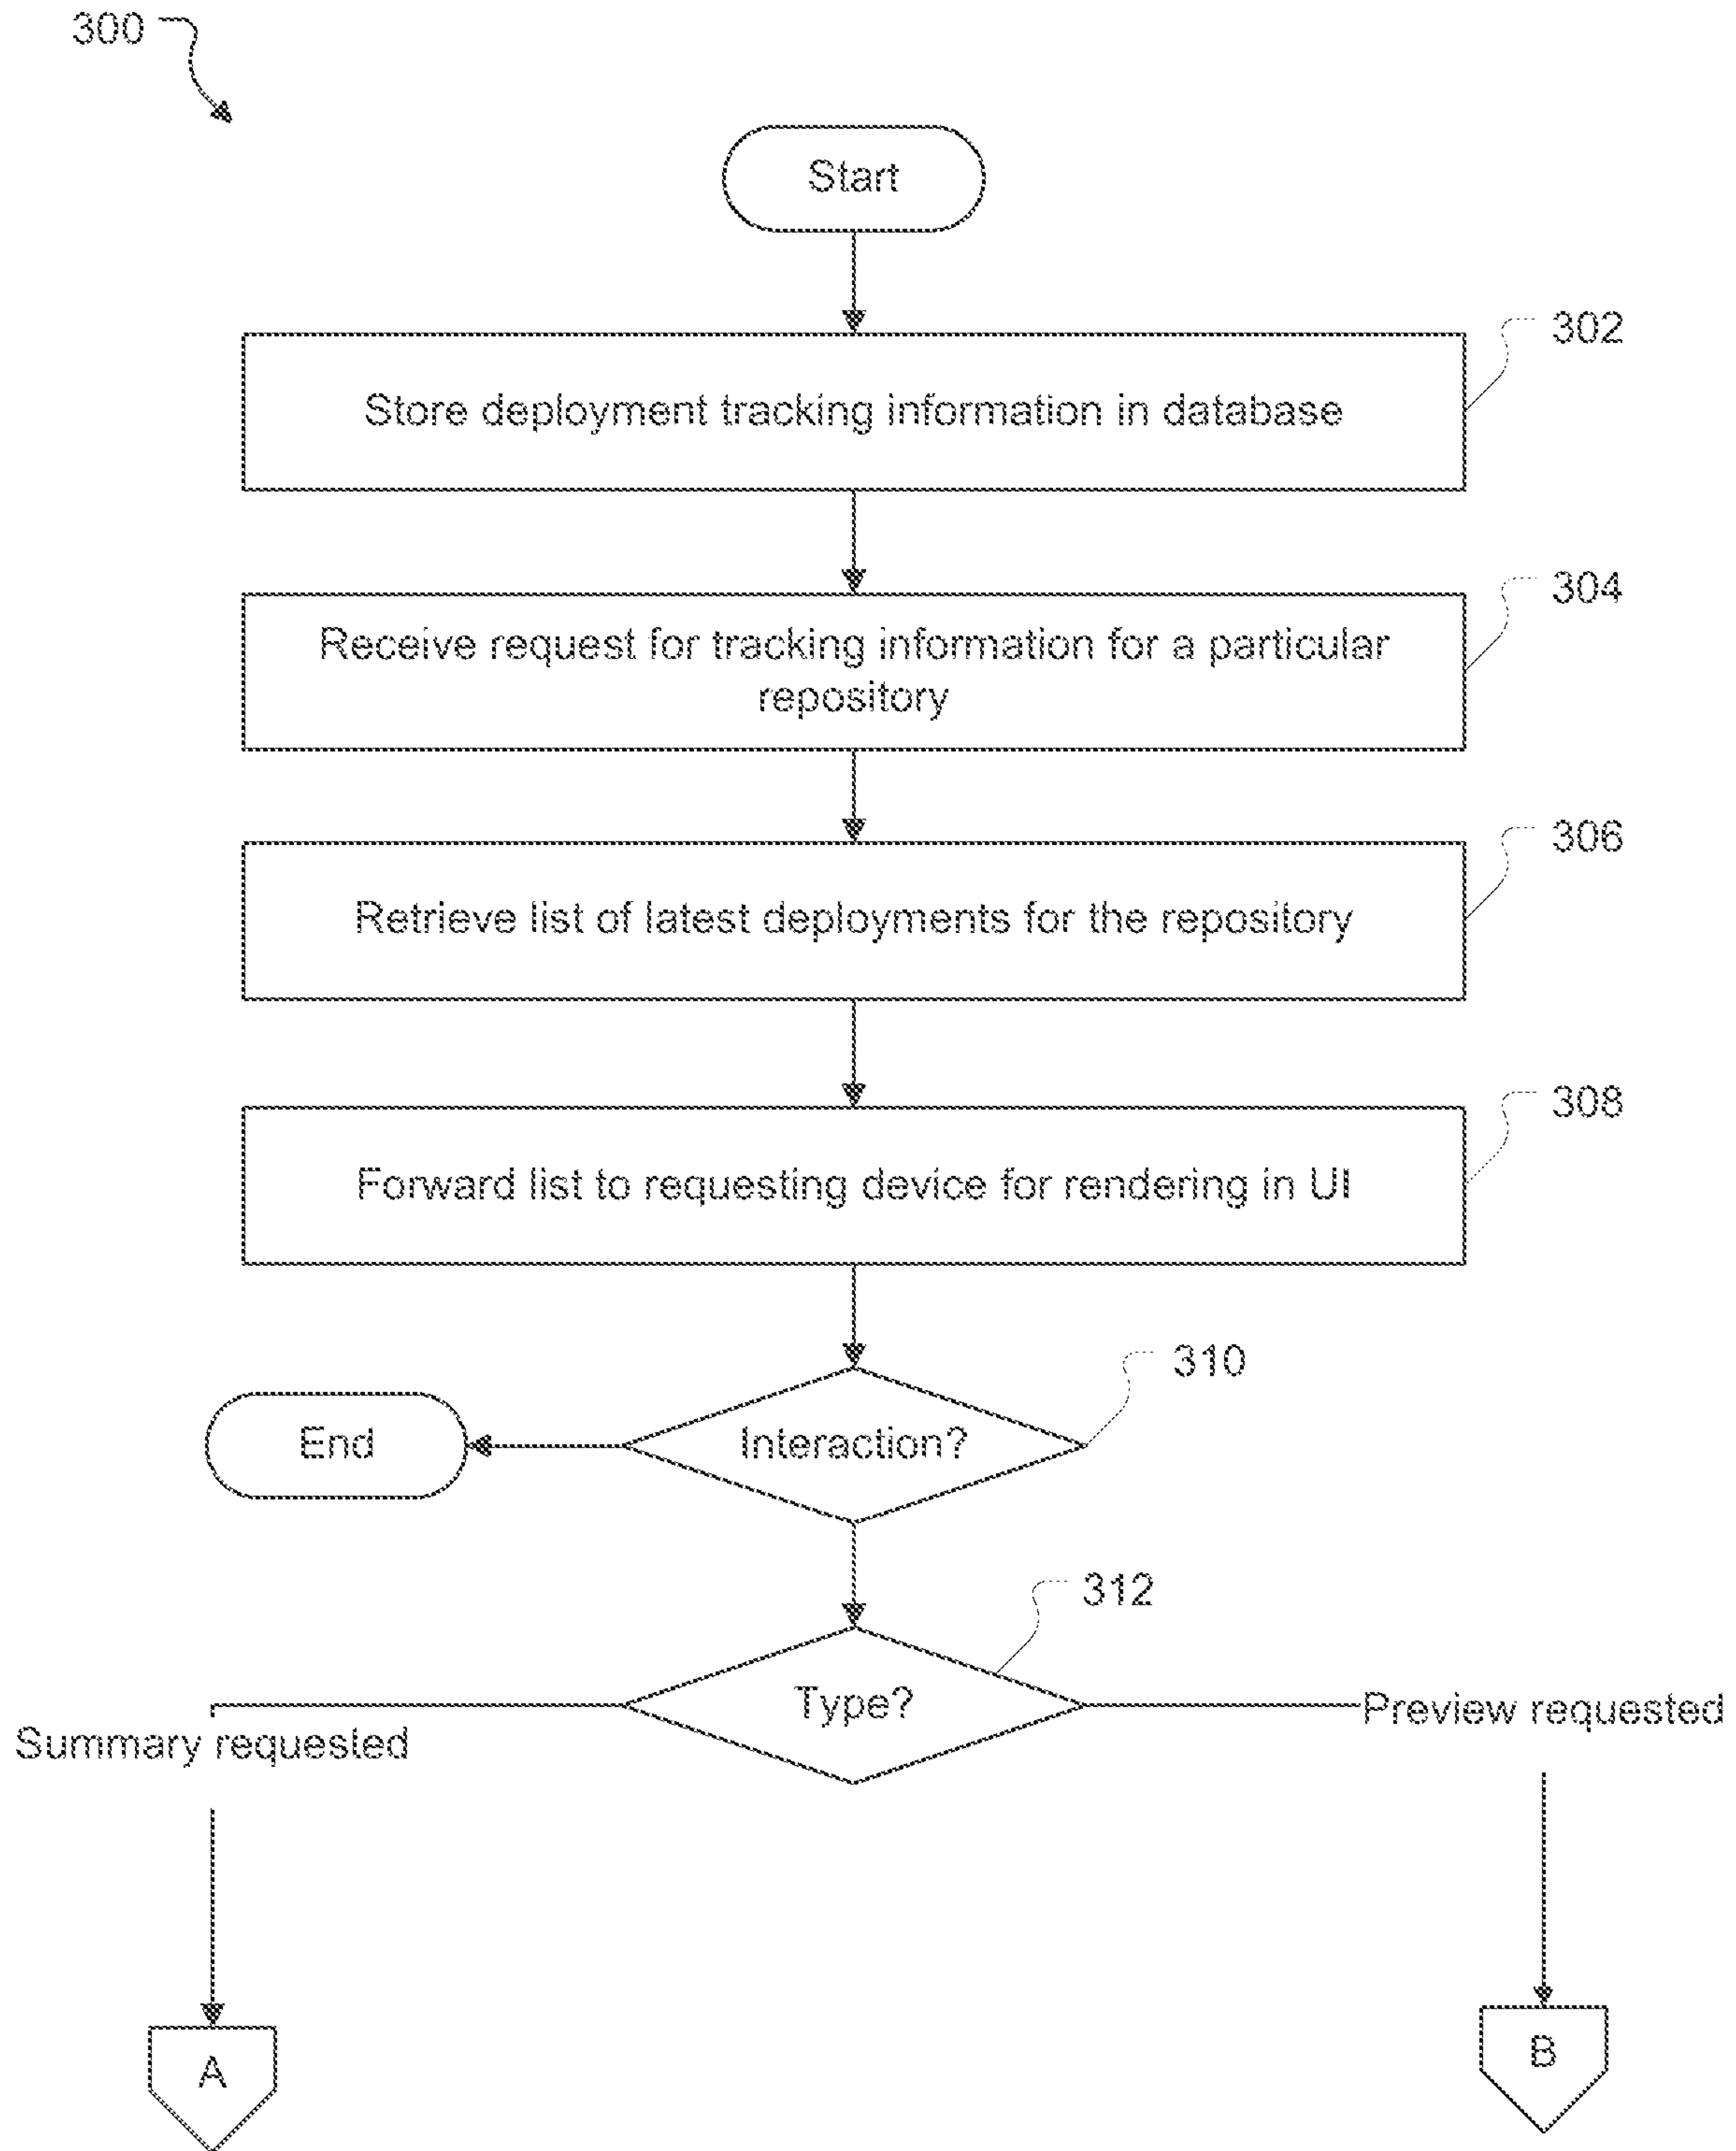 300
Start
302
Store deployment tracking information in database
304
Receive request for tracking information for a particular
repository
306
Retrieve list of latest deployments for the repository
308
Forward list to requesting device for rendering in UI
310
End
Interaction?
312
Type?
Summary requested
Preview requested
A
B